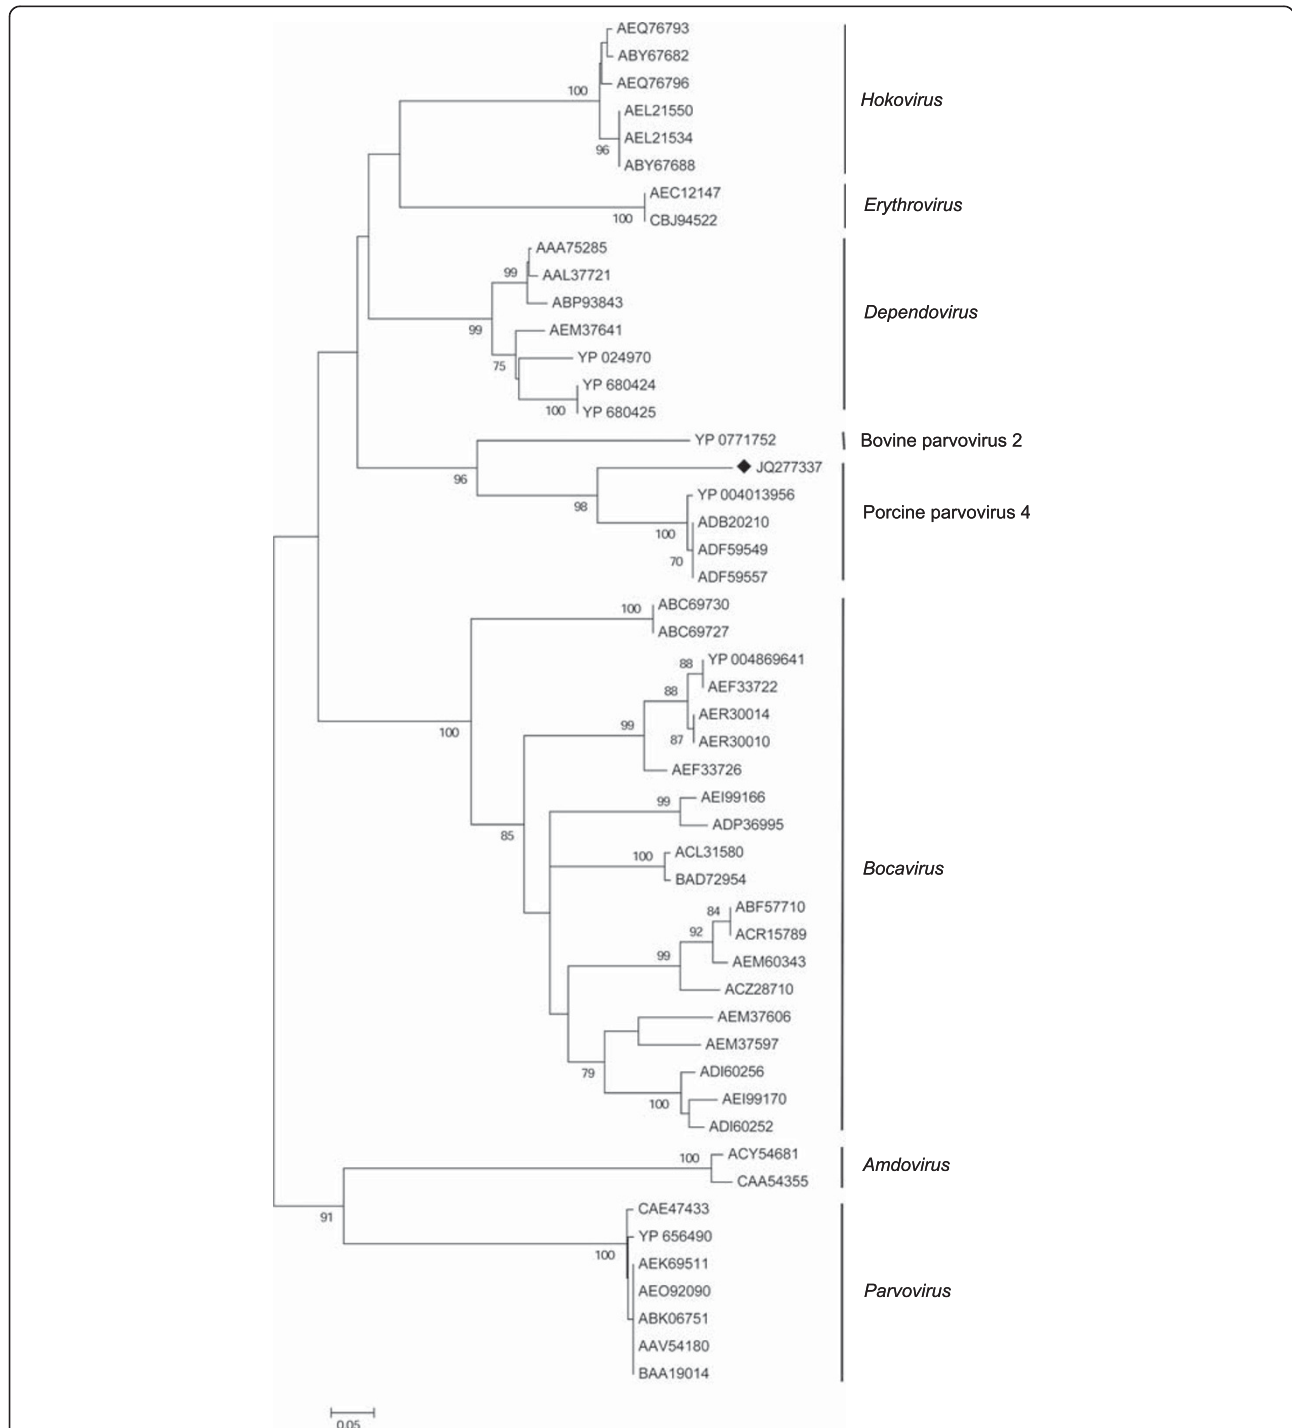 AEQ76793
ABY67682
AEQ76796
100
Hokovirus
AEL21550
AEL21534
96
ABY67688
AEC12147
Erythrovirus
100
CBJ94522
AAA75285
99
AAL37721
ABP93843
Dependovirus
99
AEM37641
YP 024970
75
YP 680424
100
YP 680425
YP 0771752
Bovine parvovirus 2
JQ277337
96
YP 004013956
98
Porcine parvovirus 4
ADB20210
100
ADF59549
70
ADF59557
100
ABC69730
ABC69727
YP 004869641
88
AEF33722
88
AER30014
99
100
87
AER30010
AEF33726
AEI99166
99
ADP36995
85
ACL31580
100
Bocavirus
BAD72954
ABF57710
84
ACR15789
92
AEM60343
99
ACZ28710
AEM37606
AEM37597
79
ADI60256
AEI99170
100
ADI60252
ACY54681
100
Amdovirus
CAA54355
CAE47433
91
YP 656490
100
AEK69511
AEO92090
Parvovirus
ABK06751
AAV54180
BAA19014
0.05